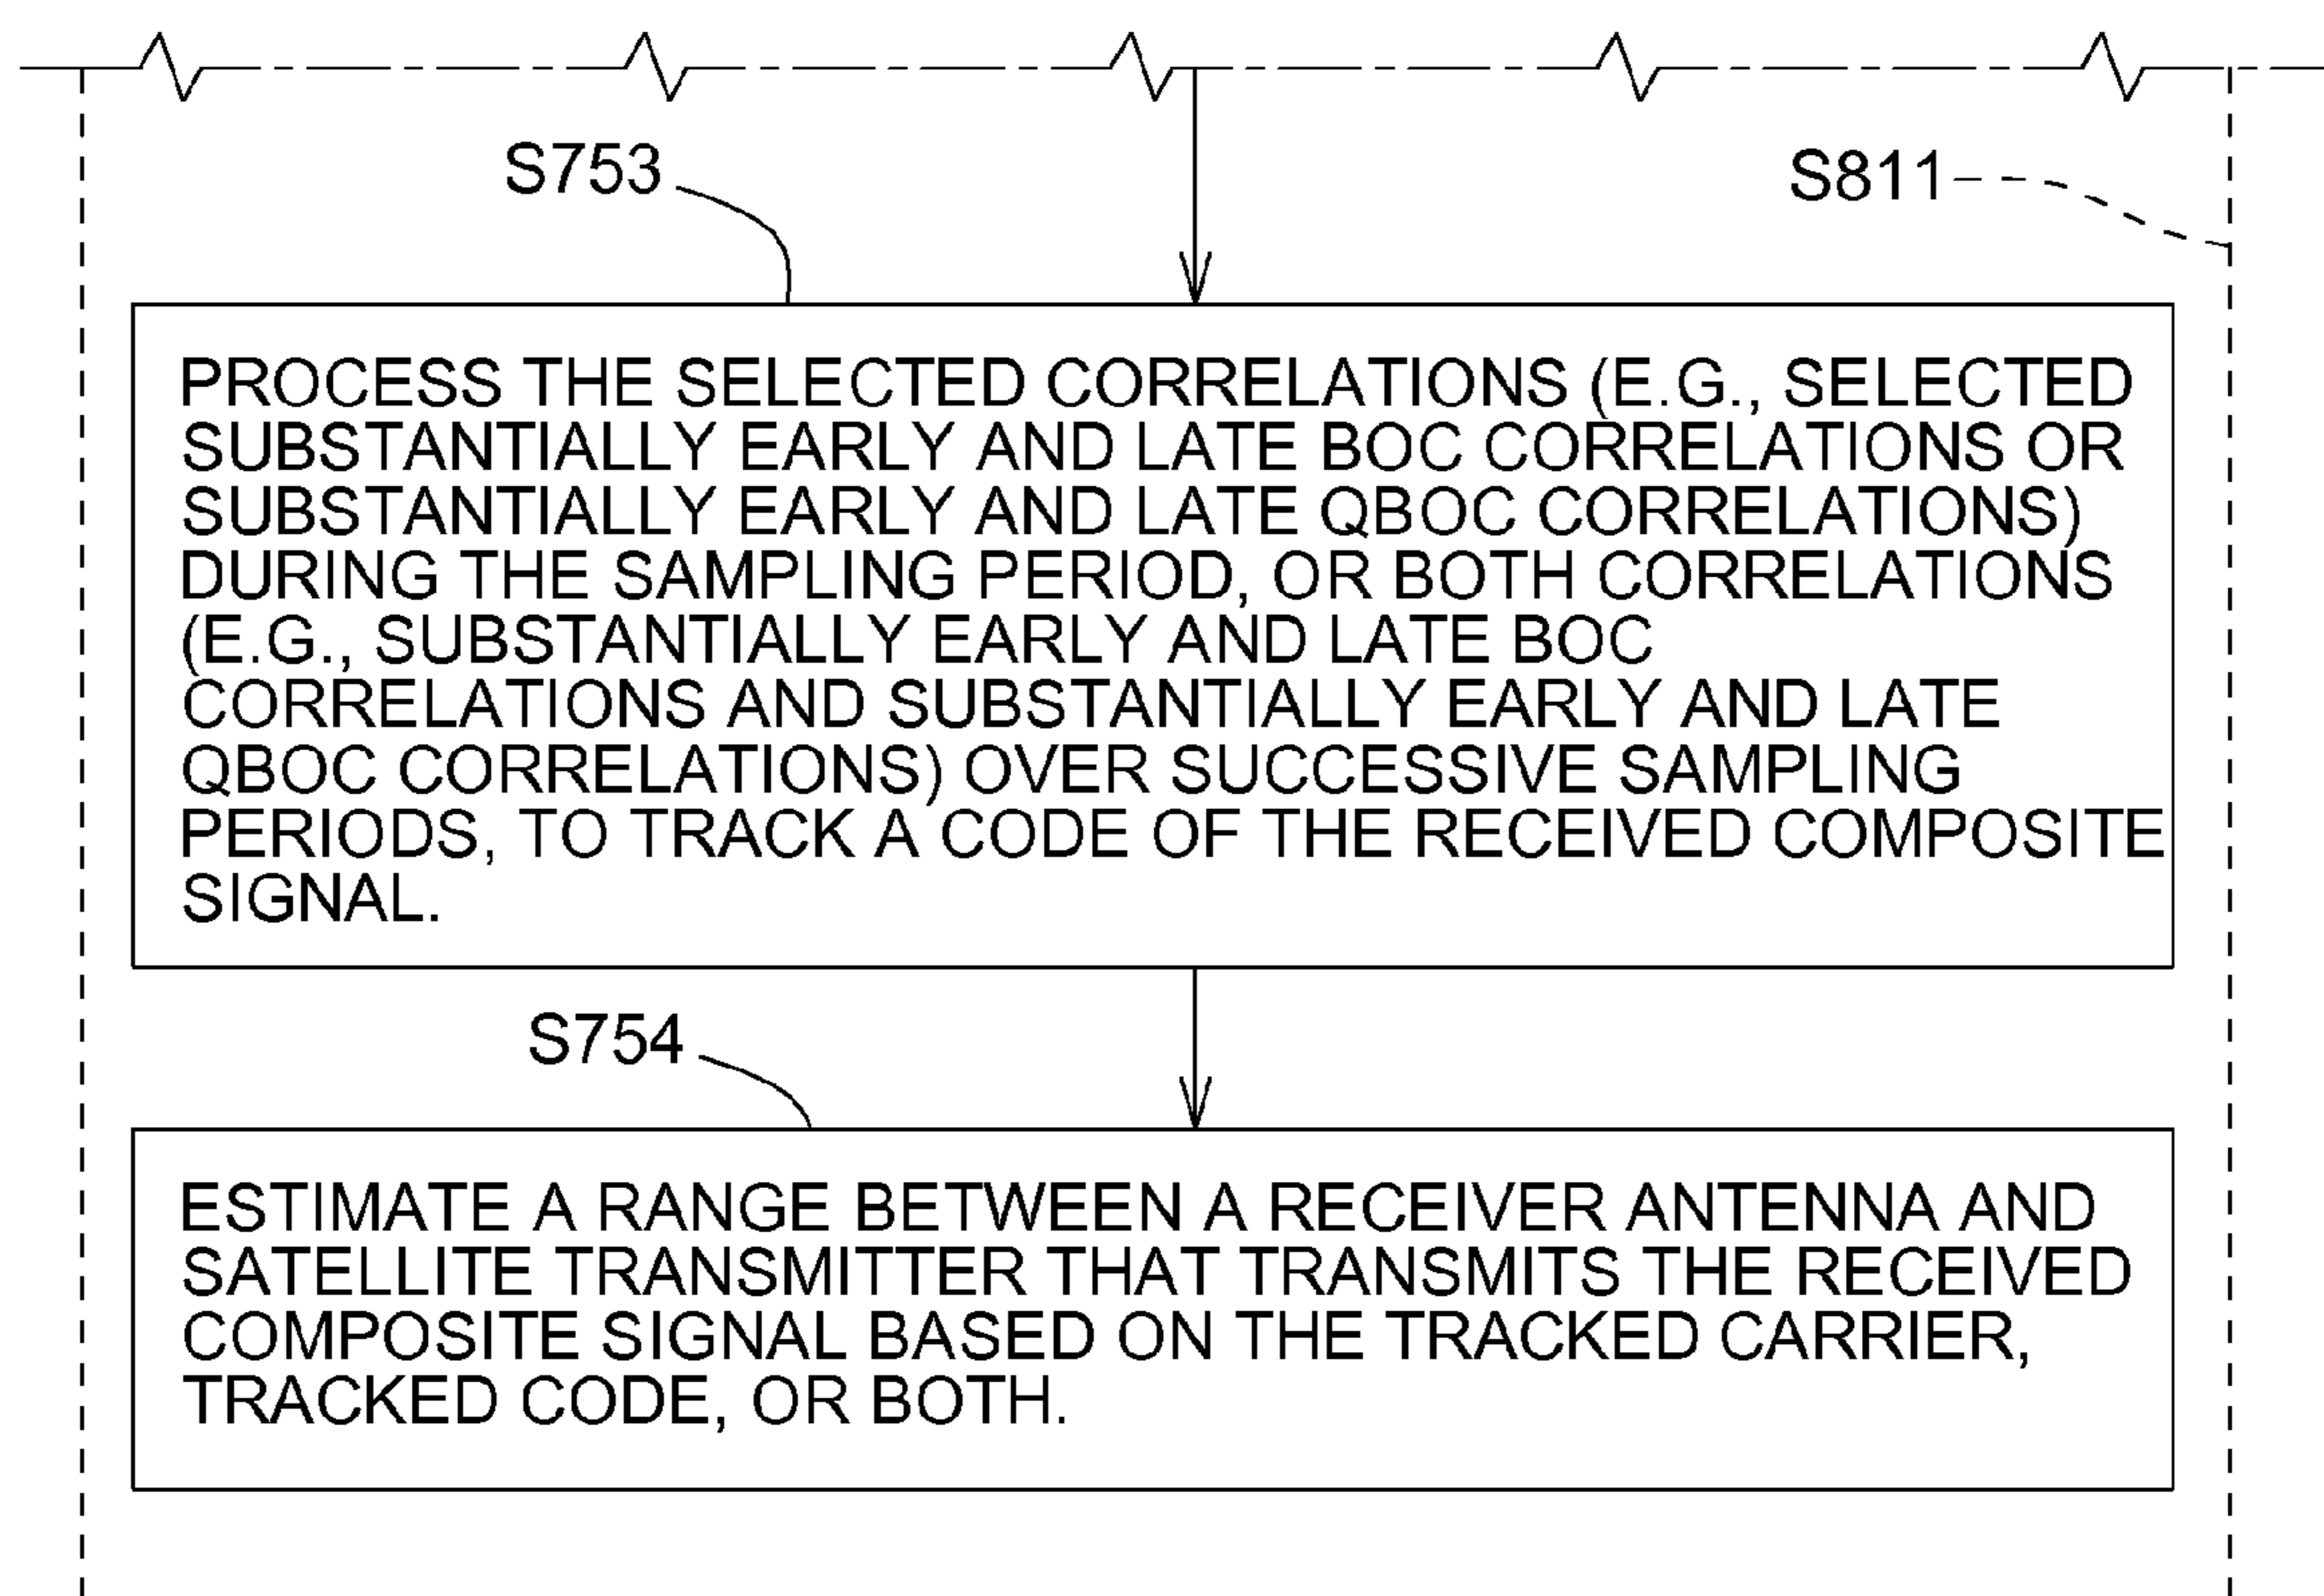 S753
S811
PROCESS THE SELECTED CORRELATIONS (E.G., SELECTED
SUBSTANTIALLY EARLY AND LATE BOC CORRELATIONS OR
SUBSTANTIALLY EARLY AND LATE QBOC CORRELATIONS)
DURING THE SAMPLING PERIOD, OR BOTH CORRELATIONS
(E.G., SUBSTANTIALLY EARLY AND LATE BOC
CORRELATIONS AND SUBSTANTIALLY EARLY AND LATE
QBOC CORRELATIONS) OVER SUCCESSIVE SAMPLING
PERIODS, TO TRACK A CODE OF THE RECEIVED COMPOSITE
SIGNAL.
S754
ESTIMATE A RANGE BETWEEN A RECEIVER ANTENNA AND
SATELLITE TRANSMITTER THAT TRANSMITS THE RECEIVED
COMPOSITE SIGNAL BASED ON THE TRACKED CARRIER,
TRACKED CODE, OR BOTH.